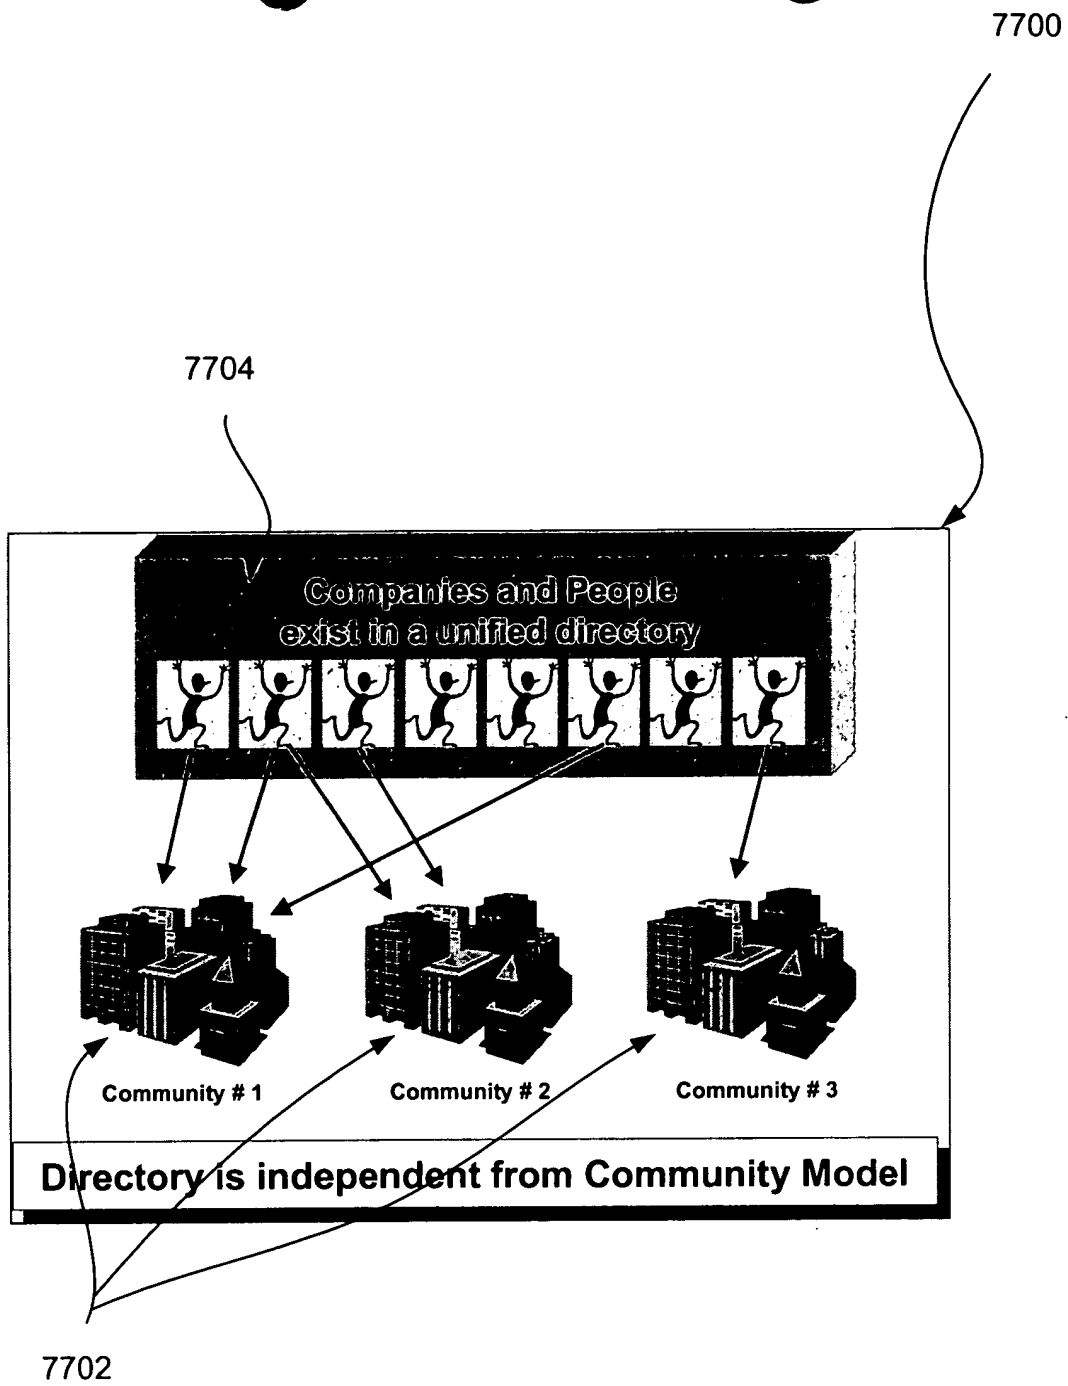 7700
7704
Companies and People
exist in a unified directory
Community # 1
Community # 2
Community # 3
Directory is independent from Community Model
7702